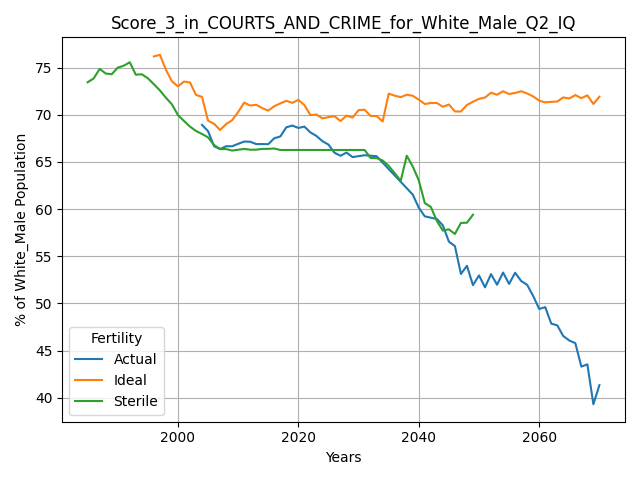 Score_3_in_COURTS_AND_CRIME_for_White_Male_Q2_IQ
% of White_Male Population
75
70
65
60
55
50
45
40
Fertility
Actual
Ideal
Sterile
2000
2020
2040
2060
Years